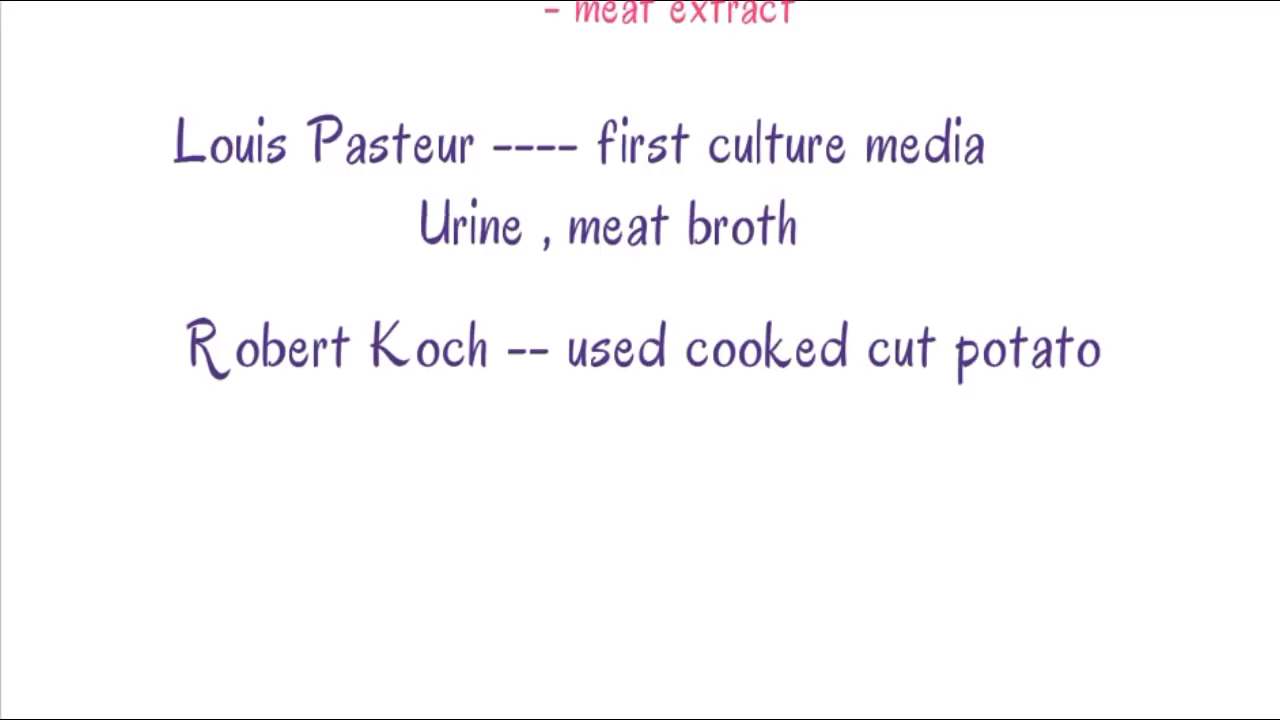 - meat extract
Louis Pasteur ---- first culture media
Urine , meat broth
Robert Koch -- used cooked cut potato